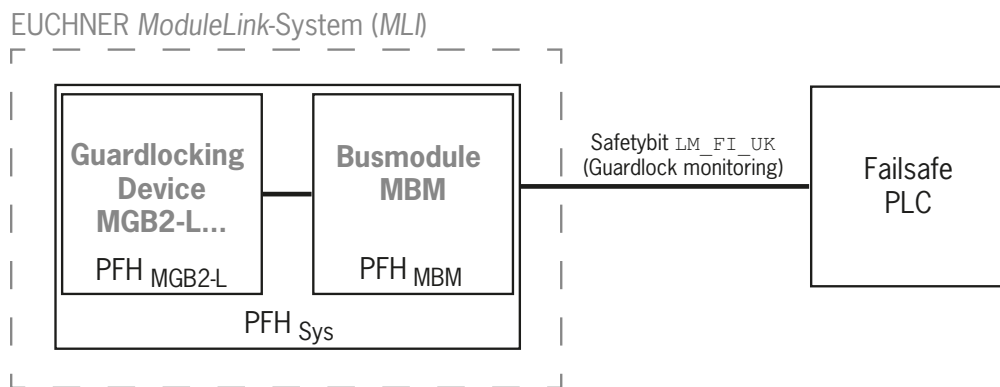 EUCHNER ModuleLink-System (MLI)
Guardlocking
Device
MGB2-L...
PFH MGB2-L
Busmodule
MBM
PFH MBM
PFH Sys
Safetybit LM_FI_UK
(Guardlock monitoring)
Failsafe
PLC